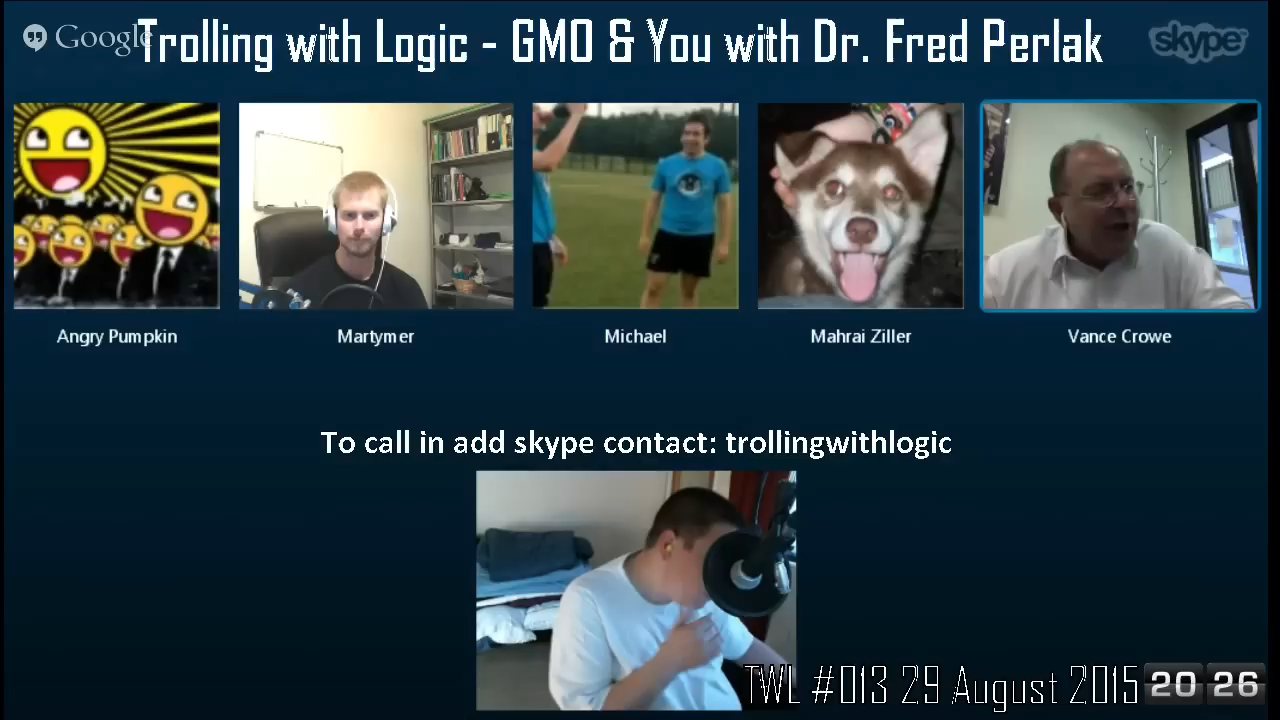 Google
Trolling with Logic - GMO & You with Dr. Fred Perlak
skype
Angry Pumpkin
Martymer
Michael
Mahrai Ziller
Vance Crowe
To call in add skype contact: trollingwithlogic
TWL #013 29 August 2015 20 26